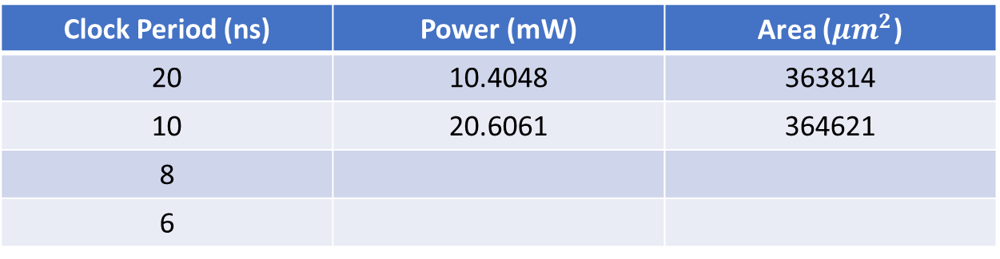 Clock Period (ns) Power (mW) Area (𝝁𝒎²)
20 10.4048 363814
10 20.6061 364621
8
6